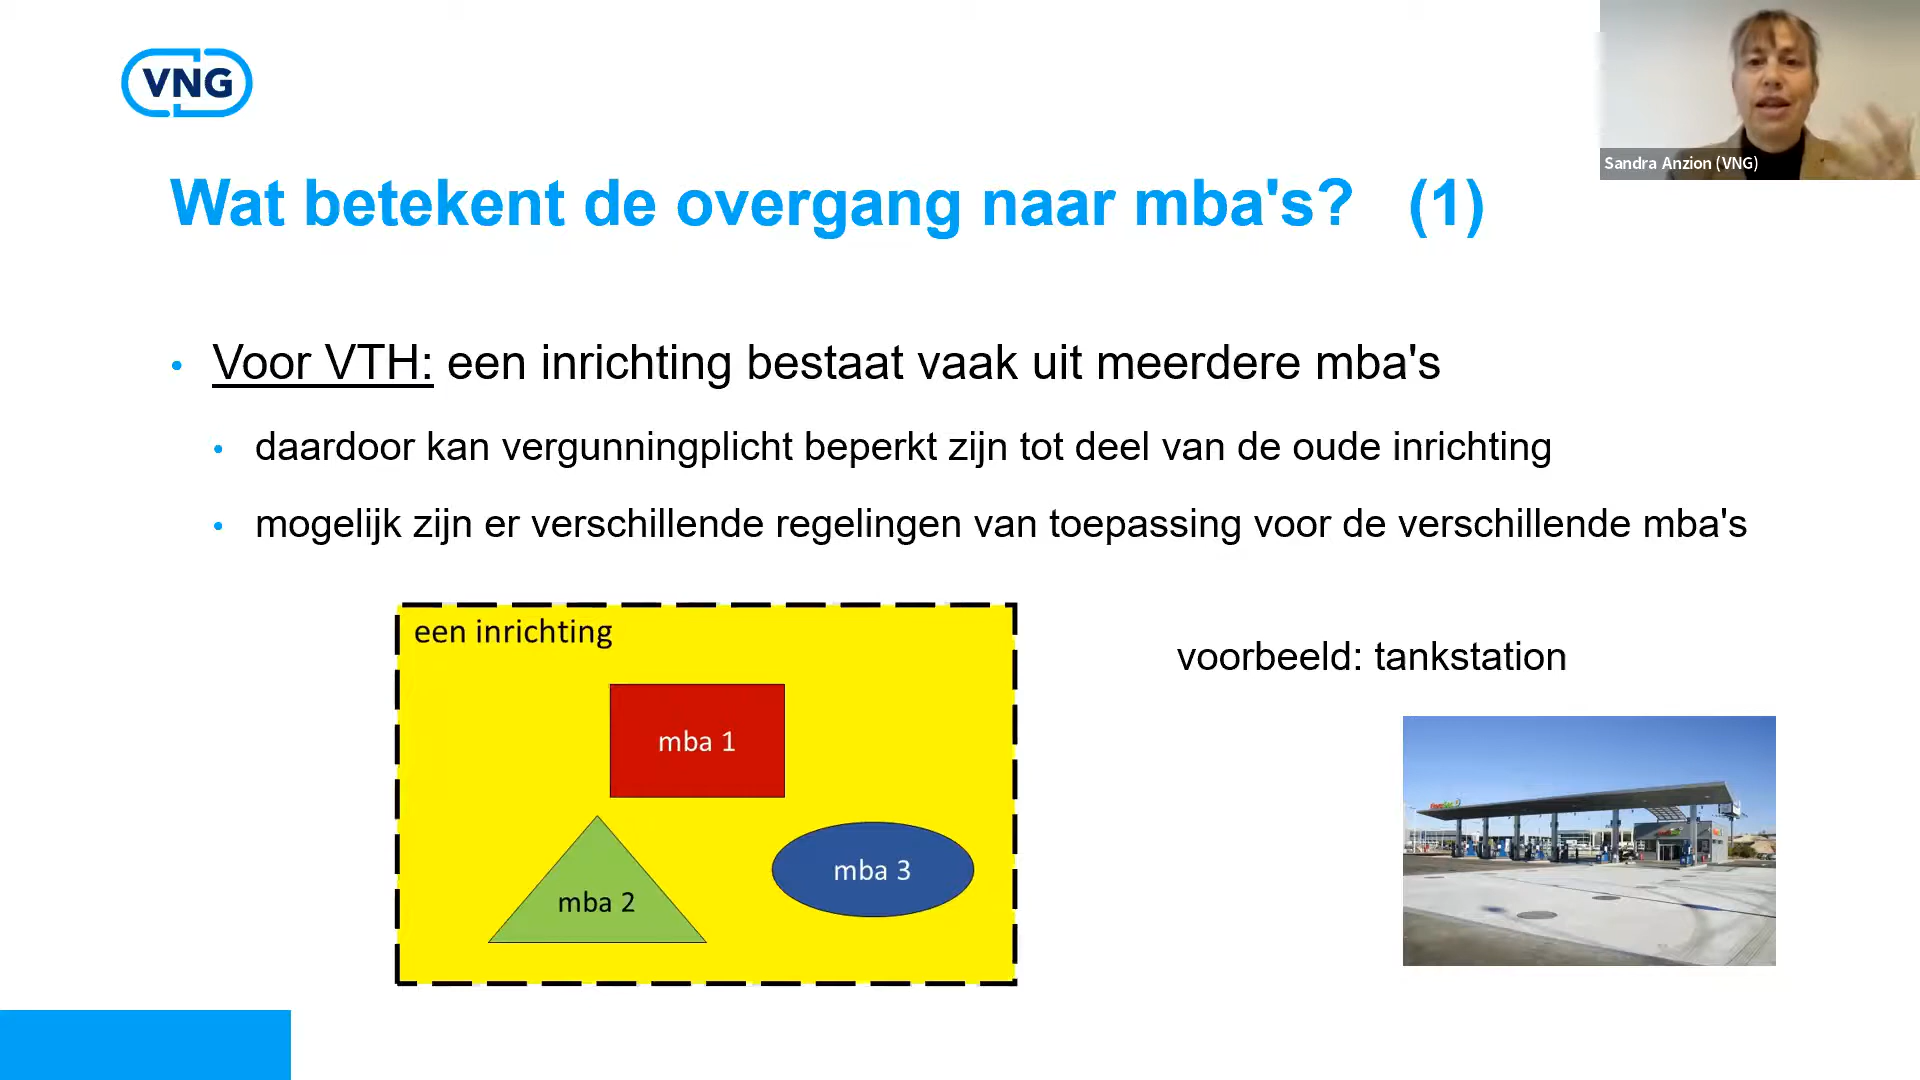 VNG
Sandra Anzion (VNG)
Wat betekent de overgang naar mba's? (1)
Voor VTH: een inrichting bestaat vaak uit meerdere mba's
daardoor kan vergunningplicht beperkt zijn tot deel van de oude inrichting
mogelijk zijn er verschillende regelingen van toepassing voor de verschillende mba's
een inrichting
mba 1
mba 2
mba 3
voorbeeld: tankstation